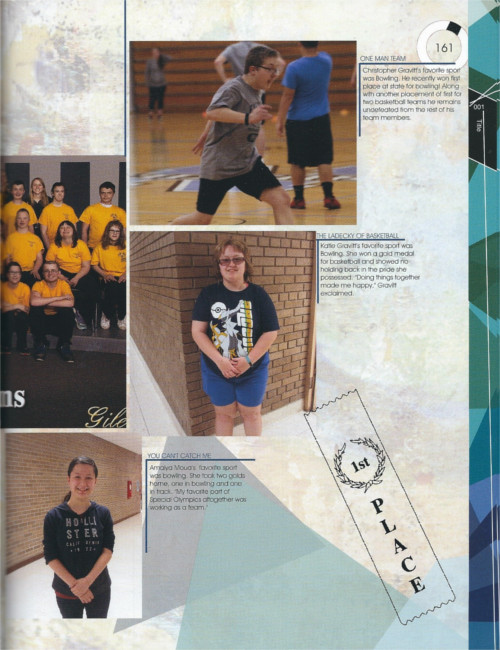 161
ONE MAN TEAM
Christopher Gravitt's favorite sport
was Bowling. He recently won first
place at state for bowling! Along
with another placement of first for
two basketball teams he remains
undefeated from the rest of his
team members.
001
Title
THE LADECKY OF BASKETBALL
Katie Gravitt's favorite sport was
Bowling. She won a gold medal
for basketball and showed no
holding back in the pride she
possessed. "Doing things together
made me happy," Gravitt
exclaimed.
ns
Gile
YOU CAN'T CATCH ME
Amaiya Moua's favorite sport
was bowling. She took two golds
home, one in bowling and one
in track. "My favorite part of
Special Olympics altogether was
working as a team."
HOLLI
STER
1st
PLACE